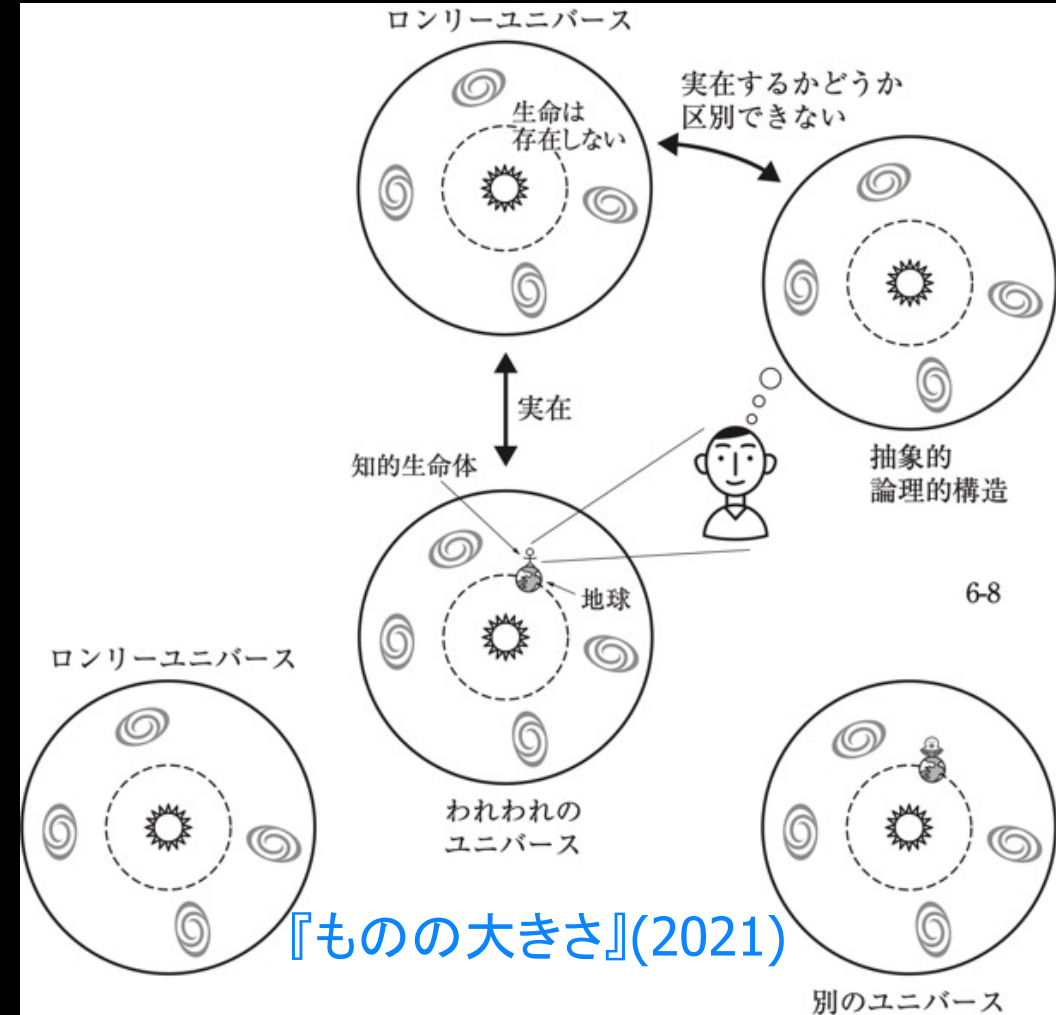 ロンリーユニバース
実在するかどうか
区別できない
生命は
存在しない
実在
抽象的
論理的構造
知的生命体
地球
6-8
ロンリーユニバース
われわれの
ユニバース
『ものの大きさ』(2021)
別のユニバース